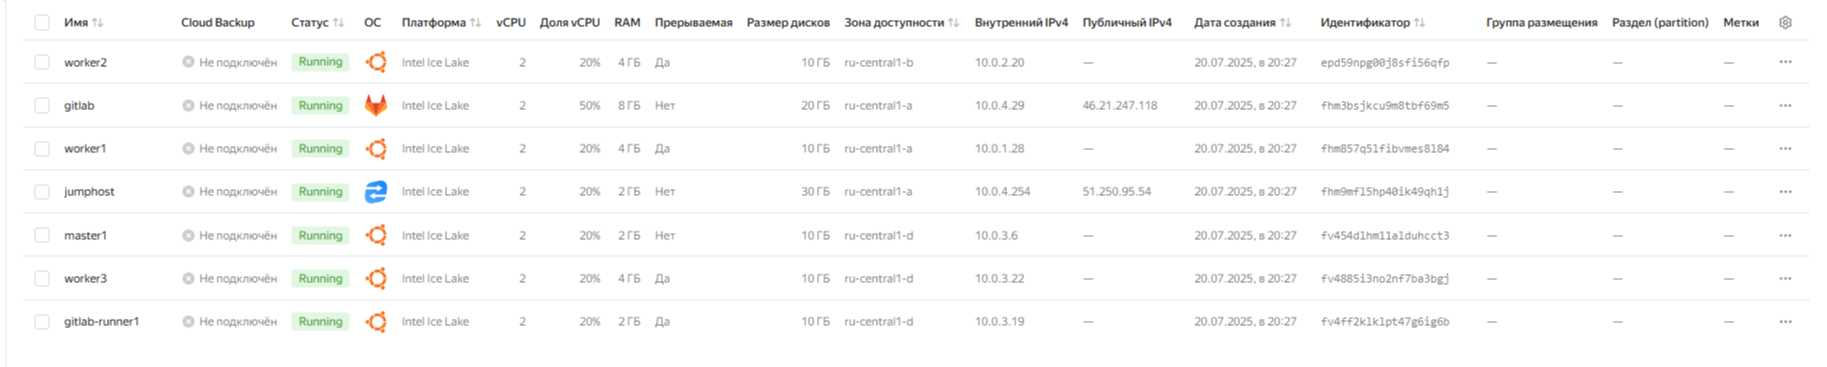 Имя Cloud Backup Статус ОС Платформа vCPU Доля vCPU RAM Прерываемая Размер дисков Зона доступности Внутренний IPv4 Публичный IPv4 Дата создания Идентификатор Группа размещения Раздел (partition) Метки
worker2 Не подключён Running Intel Ice Lake 2 20% 4 ГБ Да 10 ГБ ru-central1-b 10.0.2.20 — 20.07.2025, в 20:27 epd59npg00j8sfi56qfp — — —
gitlab Не подключён Running Intel Ice Lake 2 50% 8 ГБ Нет 20 ГБ ru-central1-a 10.0.4.29 46.21.247.118 20.07.2025, в 20:27 fhm3bsjkcu9m8tbf69m5 — — —
worker1 Не подключён Running Intel Ice Lake 2 20% 4 ГБ Да 10 ГБ ru-central1-a 10.0.1.28 — 20.07.2025, в 20:27 fhm857q51fibvmes8184 — — —
jumphost Не подключён Running Intel Ice Lake 2 20% 2 ГБ Нет 30 ГБ ru-central1-a 10.0.4.254 51.250.95.54 20.07.2025, в 20:27 fhm9mfl5hp40ik49qh1j — — —
master1 Не подключён Running Intel Ice Lake 2 20% 2 ГБ Нет 10 ГБ ru-central1-d 10.0.3.6 — 20.07.2025, в 20:27 fv454dlhm11alduhcct3 — — —
worker3 Не подключён Running Intel Ice Lake 2 20% 4 ГБ Да 10 ГБ ru-central1-d 10.0.3.22 — 20.07.2025, в 20:27 fv4885i3no2nf7ba3bgj — — —
gitlab-runner1 Не подключён Running Intel Ice Lake 2 20% 2 ГБ Да 10 ГБ ru-central1-d 10.0.3.19 — 20.07.2025, в 20:27 fv4ff2klklpt47g6ig6b — — —